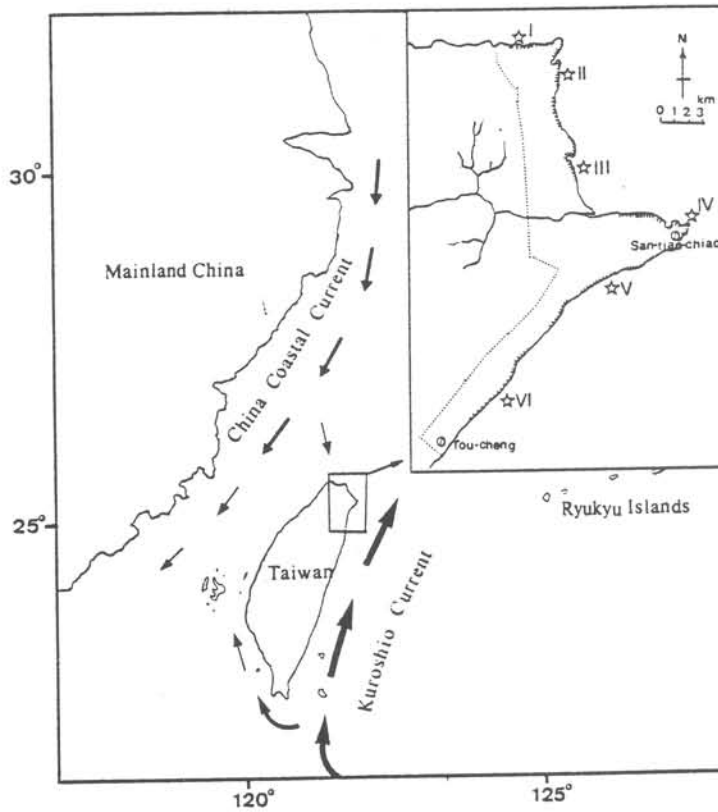 I
N
II
km
0 1 2 3
III
30°
IV
San-tiao-chiao
Mainland China
V
China Coastal Current
VI
Tou-cheng
25°
Ryukyu Islands
Taiwan
Kuroshio Current
120°
125°